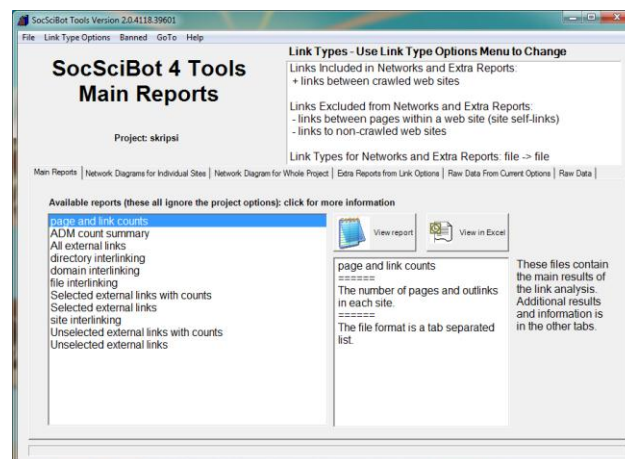 SocSciBot Tools Version 2.0.4118.39601
File Link Type Options Banned GoTo Help
SocSciBot 4 Tools
Main Reports
Project: skripsi
Link Types - Use Link Type Options Menu to Change
Links Included in Networks and Extra Reports:
+ links between crawled web sites
Links Excluded from Networks and Extra Reports:
- links between pages within a web site (site self-links)
- links to non-crawled web sites
Link Types for Networks and Extra Reports: file -> file
Main Reports Network Diagrams for Individual Sites Network Diagram for Whole Project Extra Reports from Link Options Raw Data From Current Options Raw Data
Available reports (these all ignore the project options): click for more information
page and link counts
ADM count summary
All external links
directory interlinking
domain interlinking
file interlinking
Selected external links with counts
Selected external links
site interlinking
Unselected external links with counts
Unselected external links
View report
View in Excel
page and link counts
======
The number of pages and outlinks
in each site.
======
The file format is a tab separated
list.
These files contain
the main results of
the link analysis.
Additional results
and information is
in the other tabs.